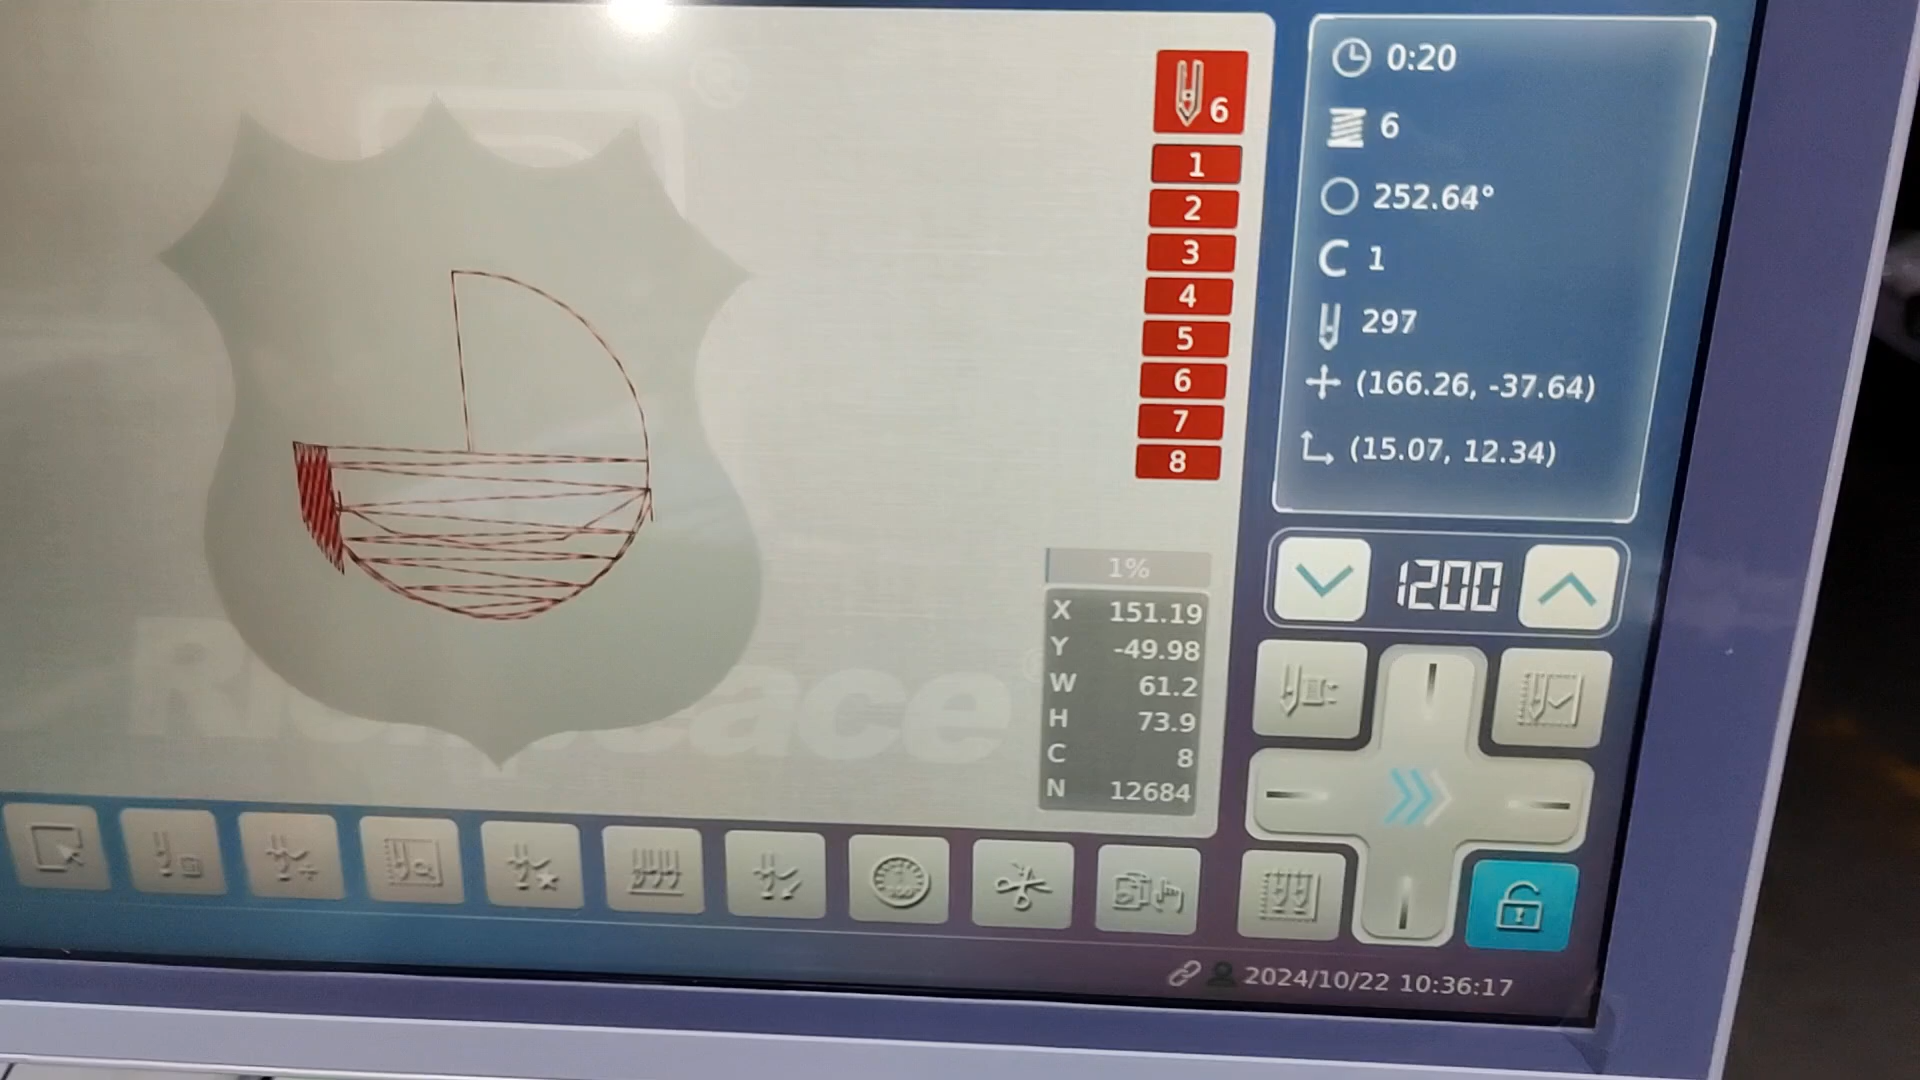 0:20
6
252.64°
C 1
297
(166.26, -37.64)
(15.07, 12.34)
6
1
2
3
4
5
6
7
8
1%
X 151.19
Y -49.98
W 61.2
H 73.9
C 8
N 12684
1200
2024/10/22 10:36:17